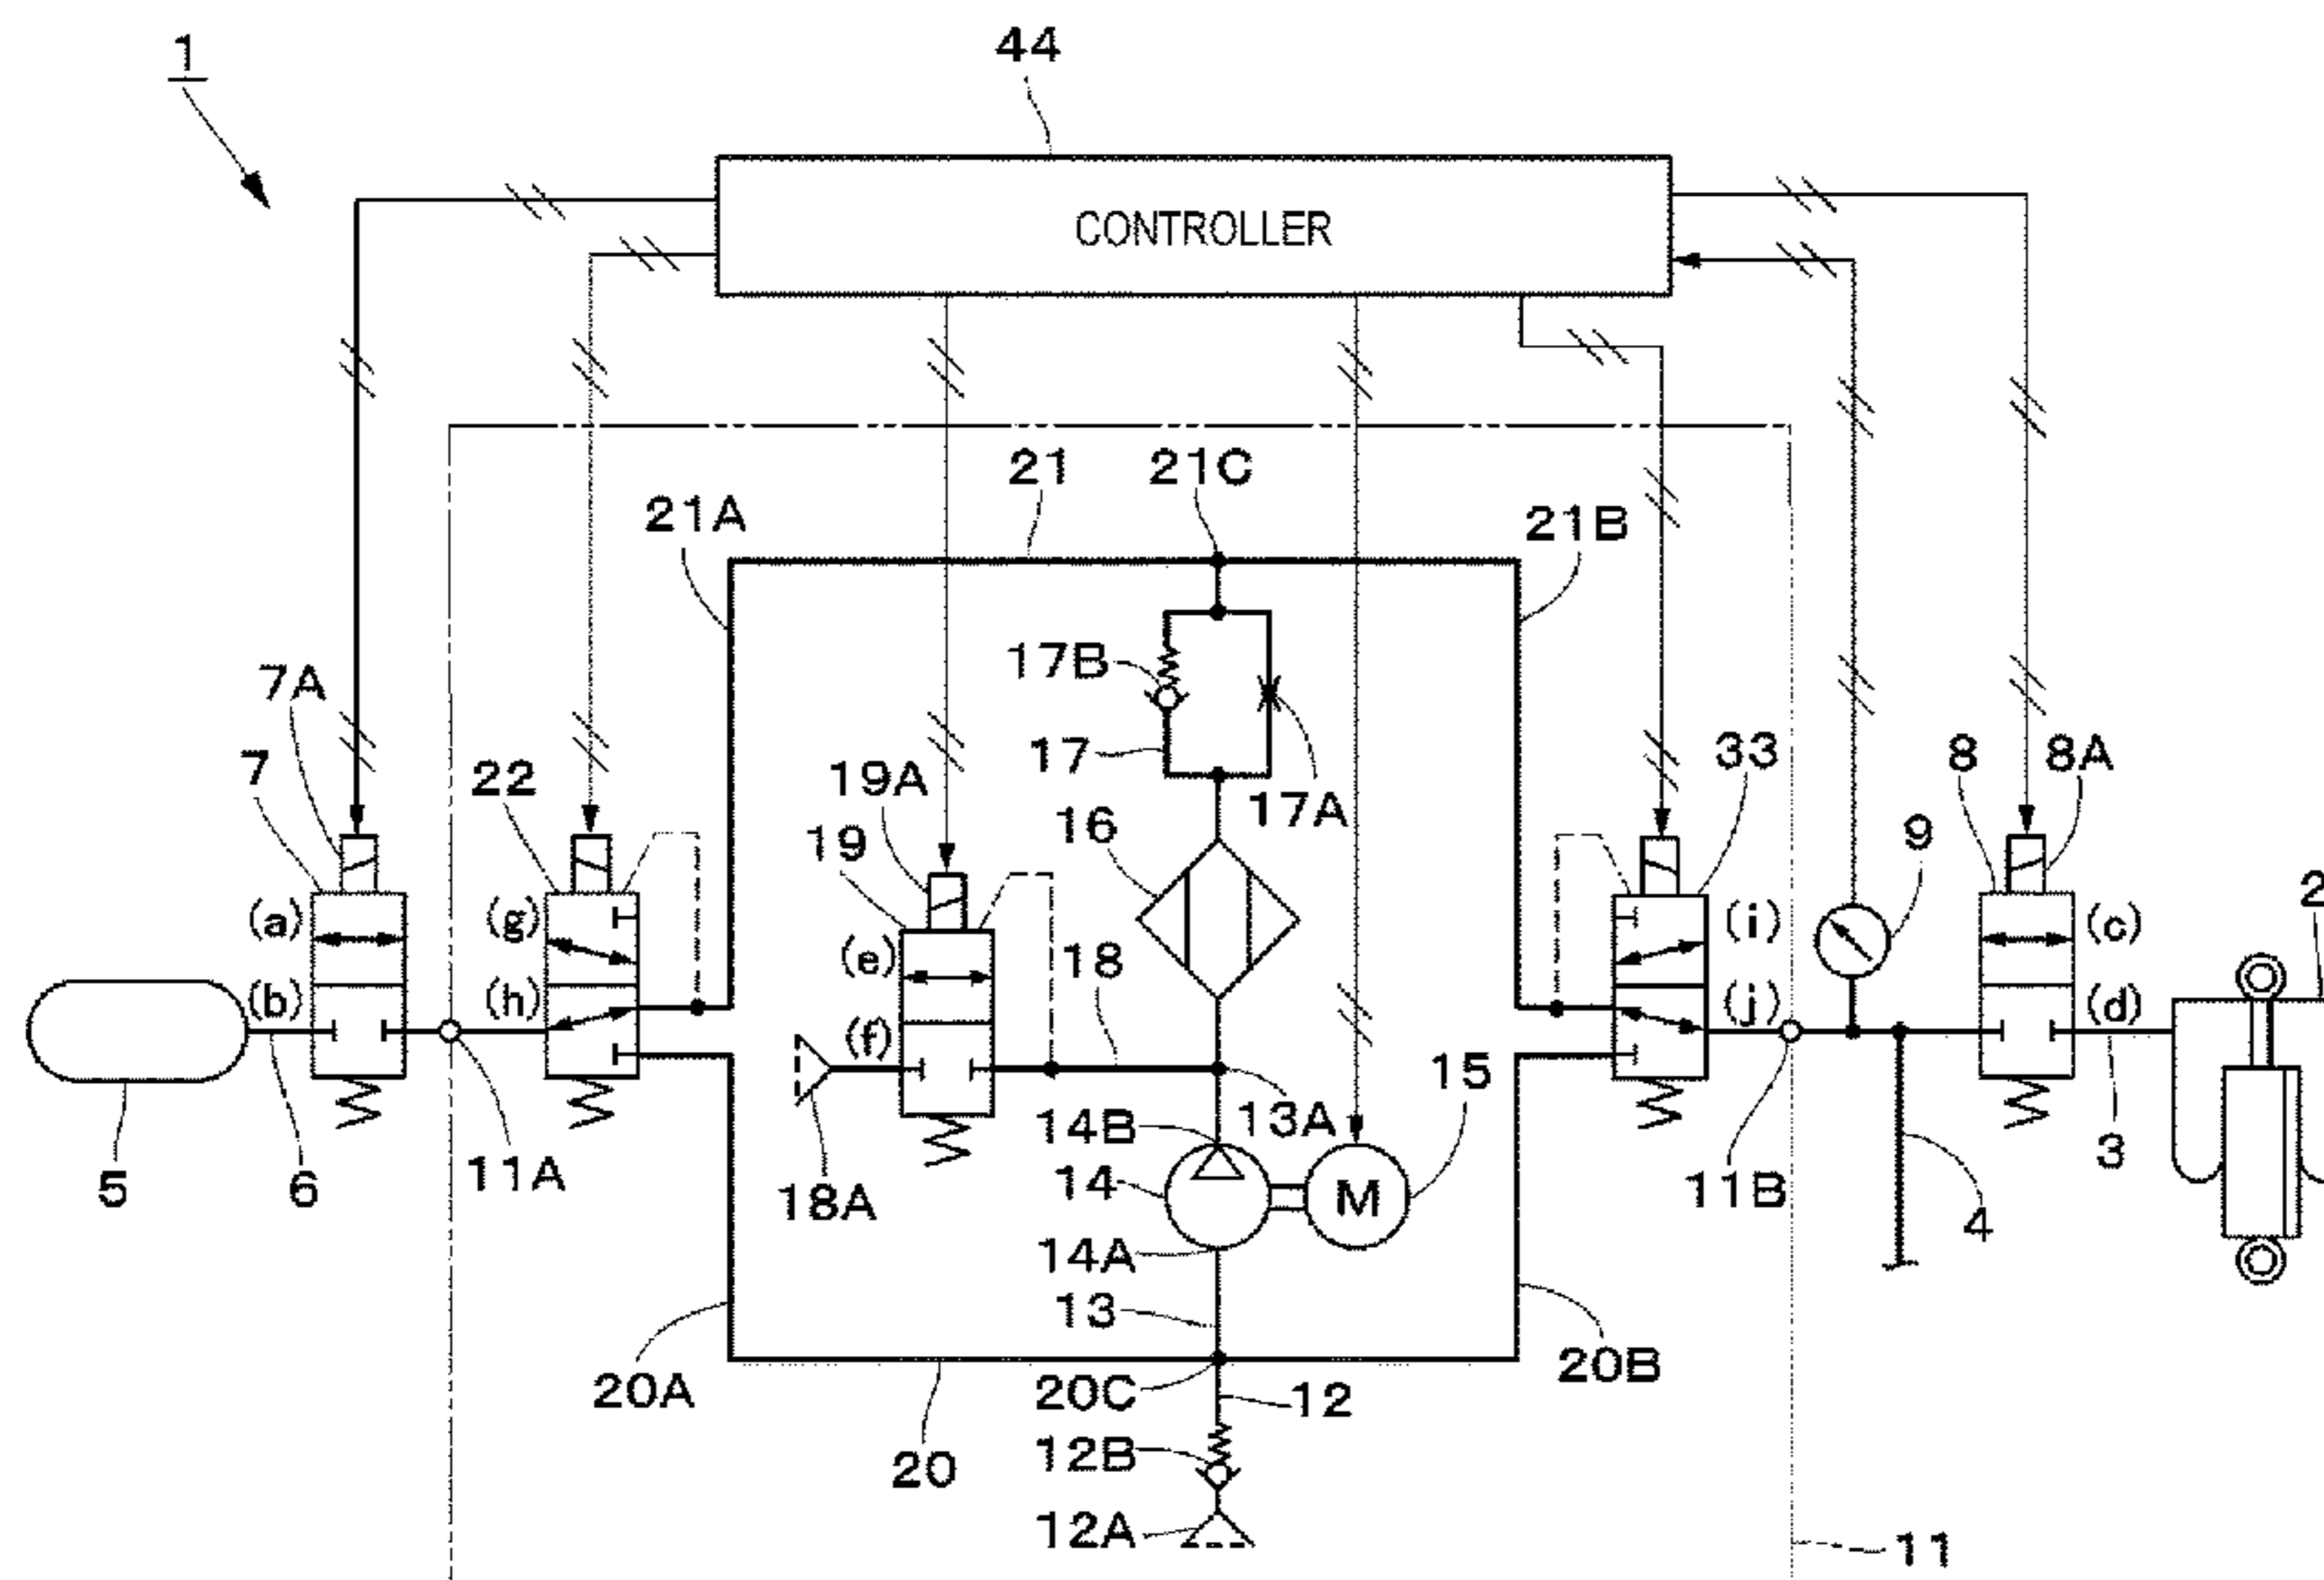 1
44
CONTROLLER
21
21C
21A
21B
17B
7A
17
33
7
22
19A
17A
8
8A
19
16
9
2
(a)
(g)
(i)
(c)
(e)
18
(b)
(h)
(j)
(d)
(f)
15
14B
13A
5
6
11A
18A
14
M
11B
4
3
14A
13
20A
20C
12
20B
12B
20
12A
11